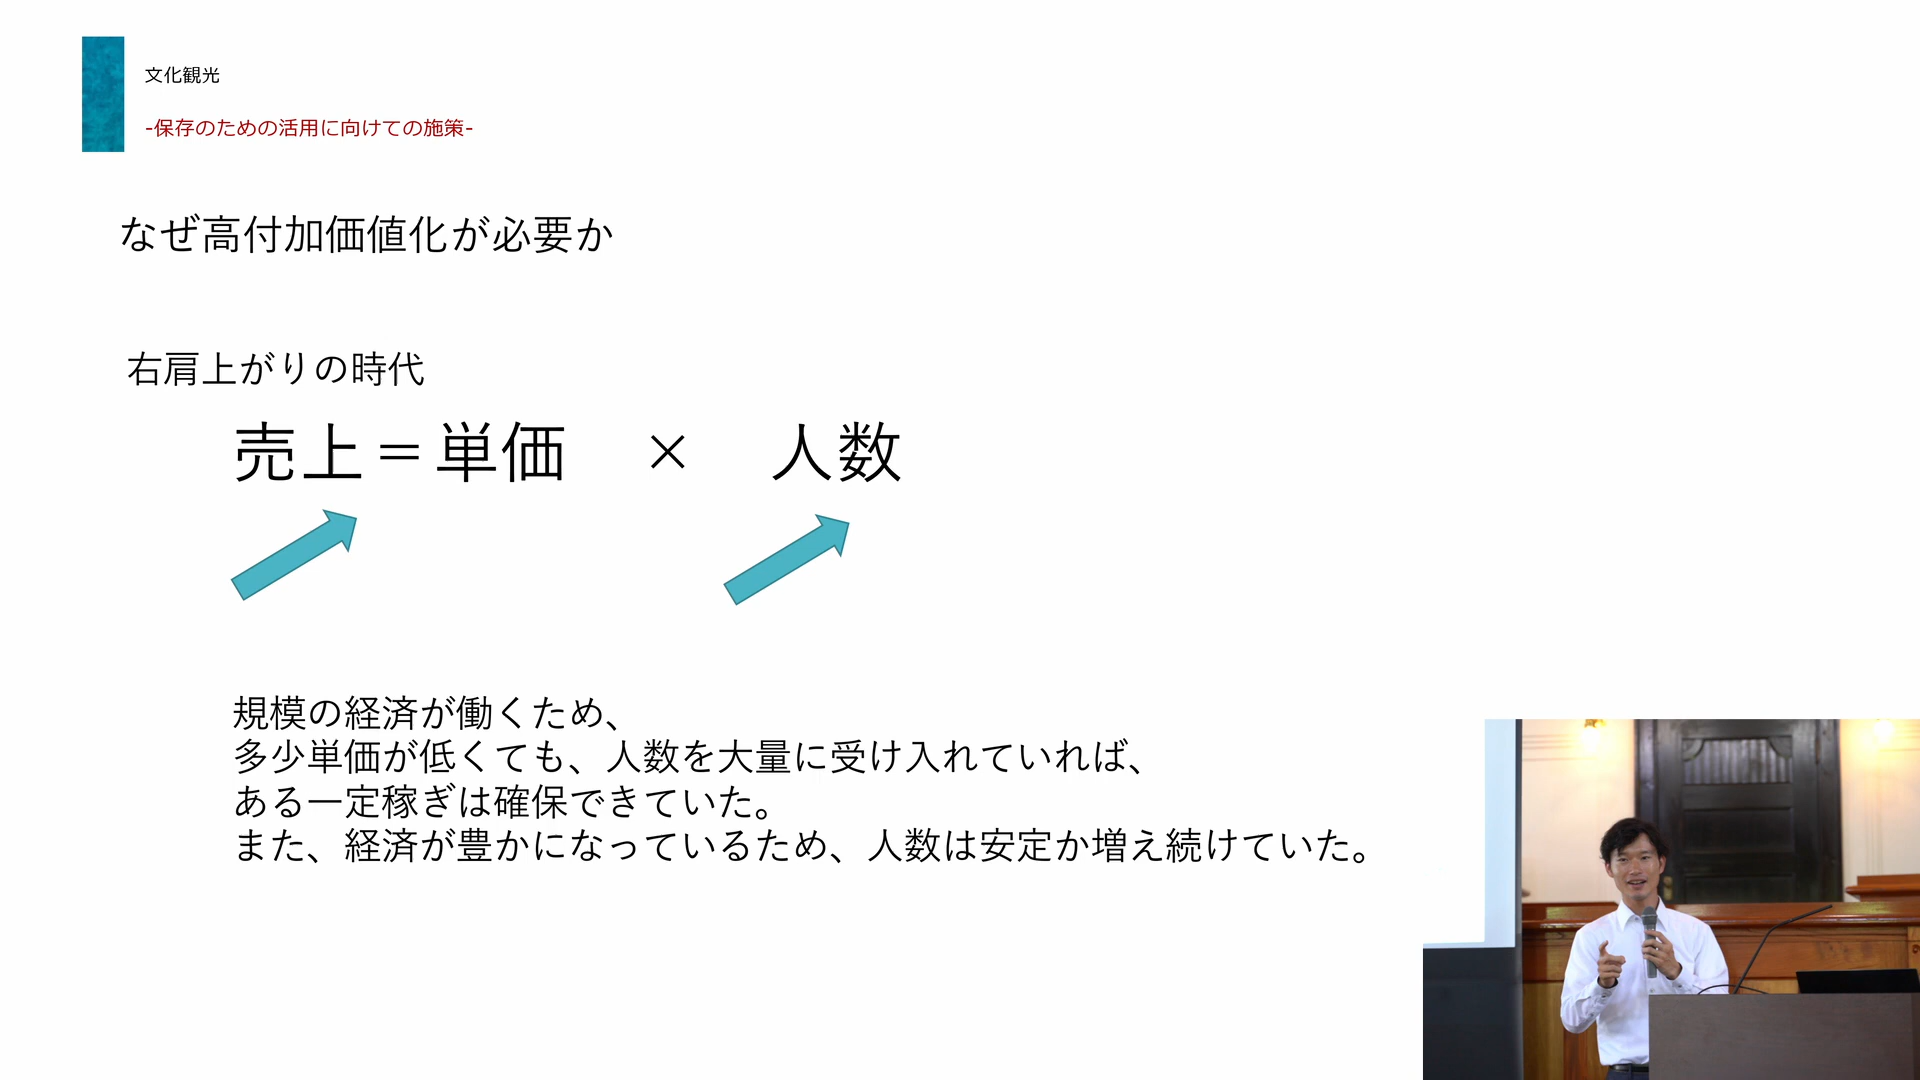 文化観光
-保存のための活用に向けての施策-
なぜ高付加価値化が必要か
右肩上がりの時代
売上＝単価　×　人数
規模の経済が働くため、
多少単価が低くても、人数を大量に受け入れていれば、
ある一定稼ぎは確保できていた。
また、経済が豊かになっているため、人数は安定か増え続けていた。